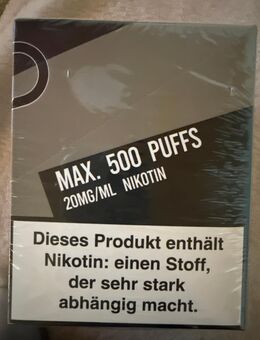 MAX. 500 PUFFS
20MG/ML NIKOTIN
Dieses Produkt enthält
Nikotin: einen Stoff,
der sehr stark
abhängig macht.